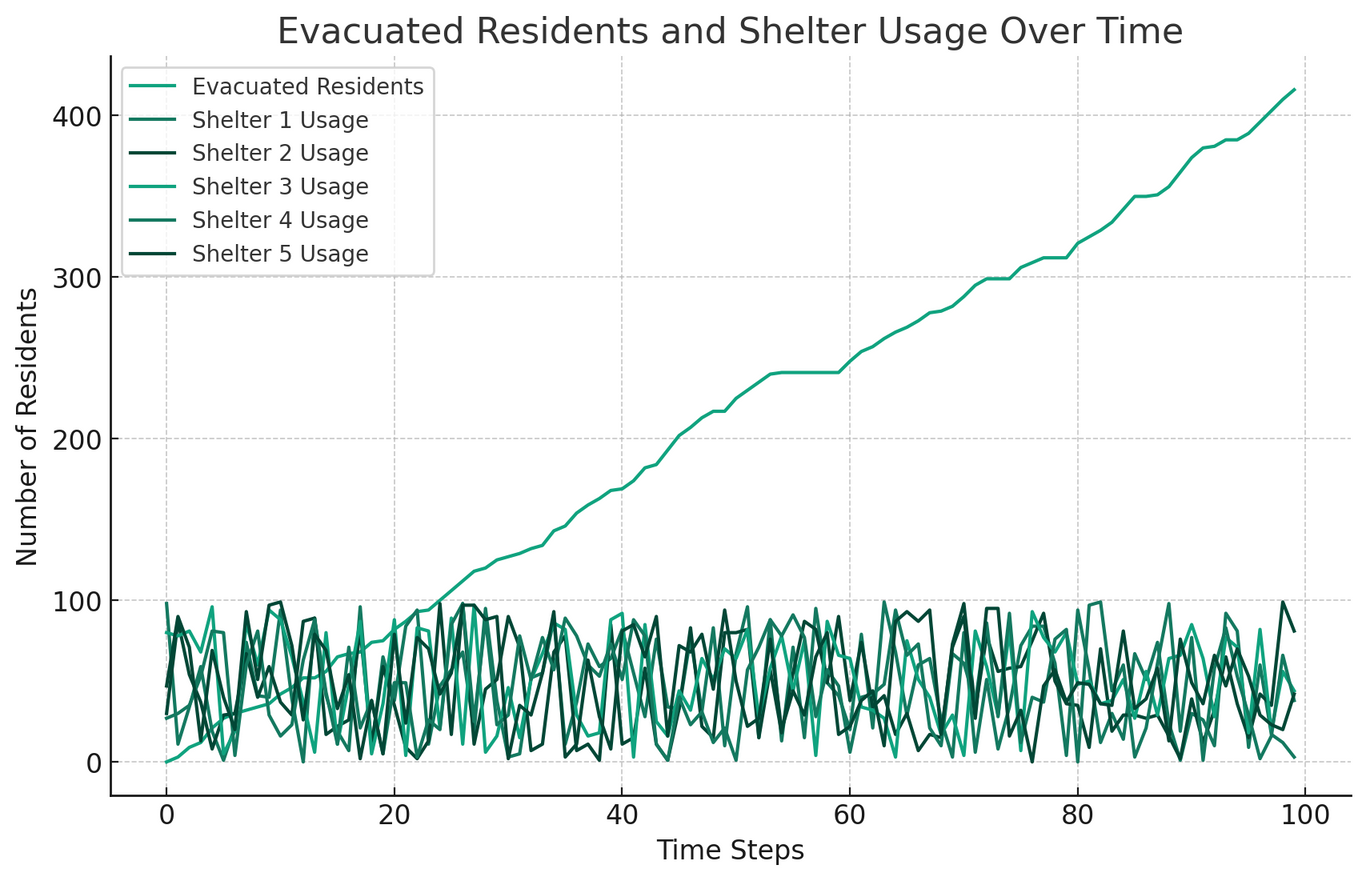 Evacuated Residents and Shelter Usage Over Time
Evacuated Residents
Shelter 1 Usage
Shelter 2 Usage
Shelter 3 Usage
Shelter 4 Usage
Shelter 5 Usage
400
300
200
100
0
Number of Residents
0 20 40 60 80 100
Time Steps